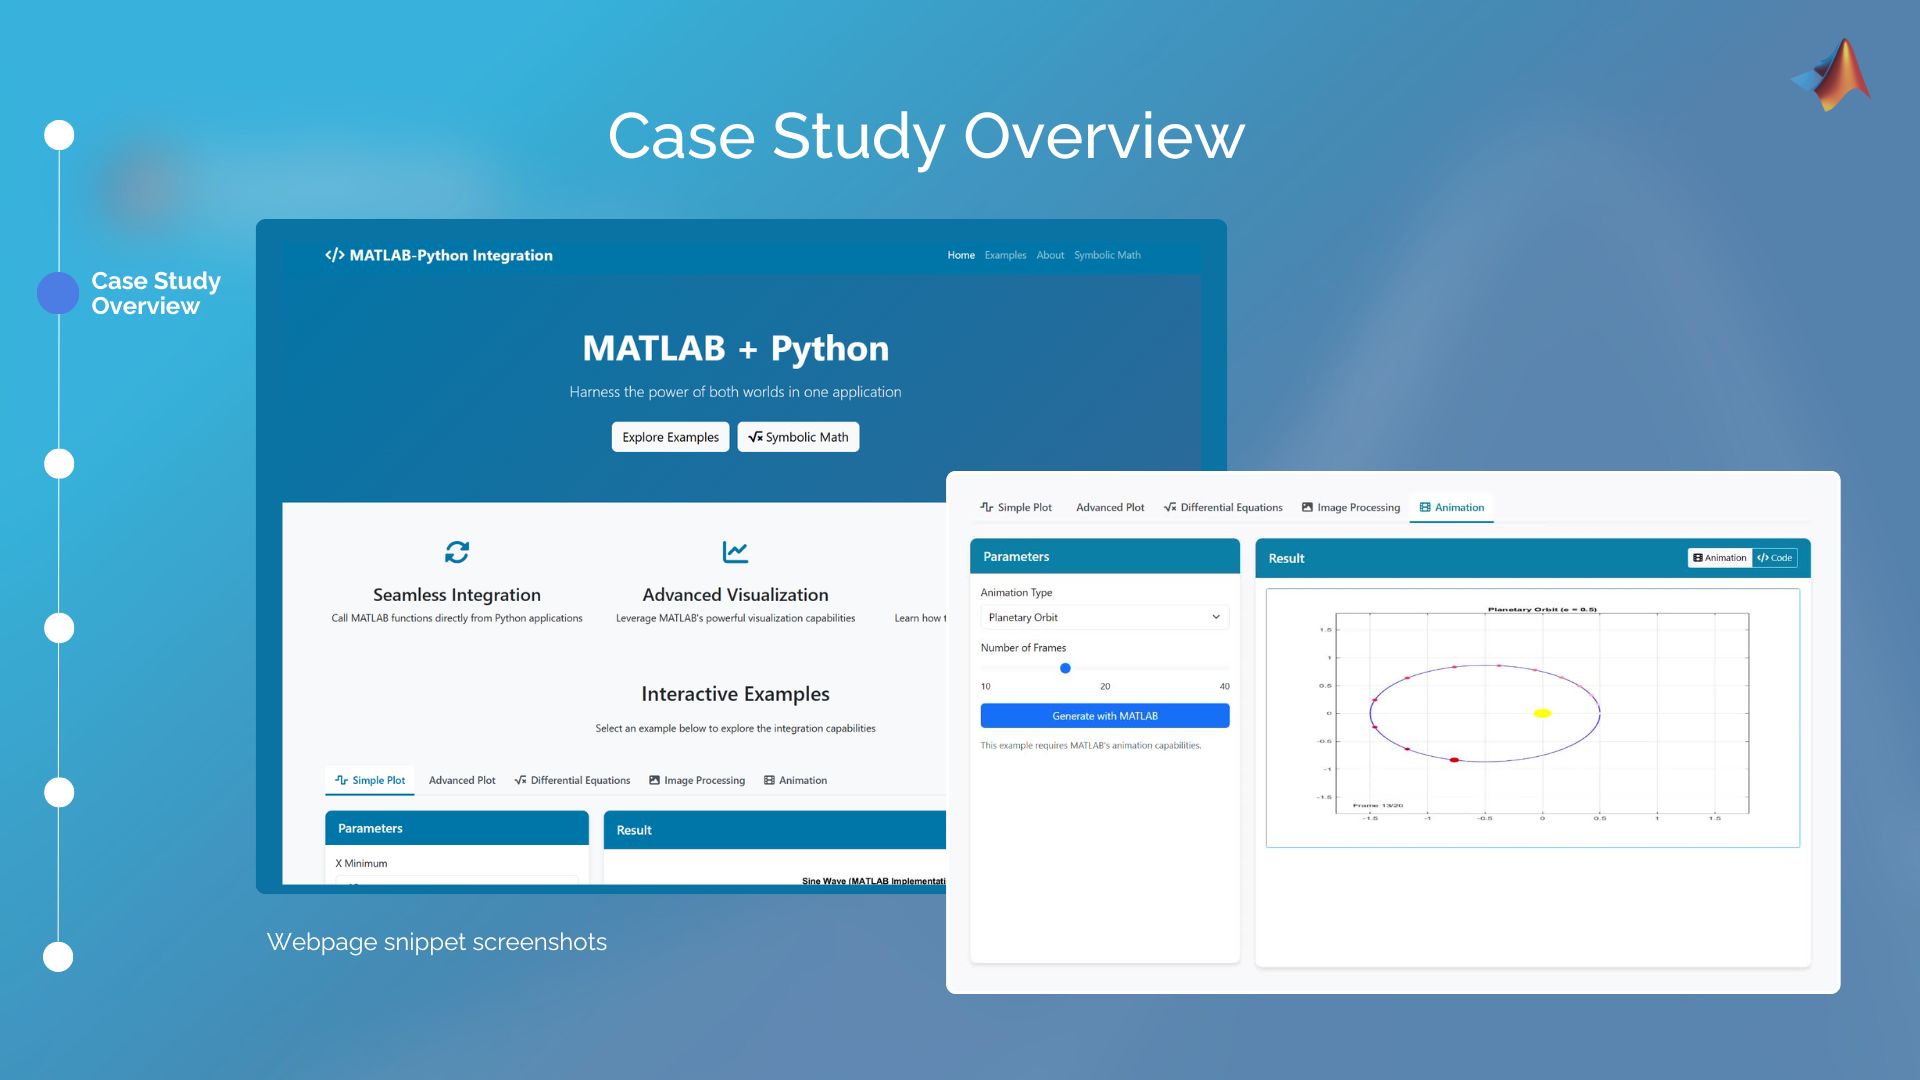 Case Study Overview
Case Study
Overview
</> MATLAB-Python Integration
Home Examples About Symbolic Math
MATLAB + Python
Harness the power of both worlds in one application
Explore Examples
Symbolic Math
Seamless Integration
Call MATLAB functions directly from Python applications
Advanced Visualization
Leverage MATLAB's powerful visualization capabilities
Learn how
Interactive Examples
Select an example below to explore the integration capabilities
Simple Plot Advanced Plot Differential Equations Image Processing Animation
Parameters
X Minimum
Result
Sine Wave (MATLAB Implementati
Simple Plot Advanced Plot Differential Equations Image Processing Animation
Parameters
Animation Type
Planetary Orbit
Number of Frames
10 20 40
Generate with MATLAB
This example requires MATLAB's animation capabilities.
Result
Animation </> Code
Planetary Orbit (e = 0.5)
1.5
1
0.5
0
-0.5
-1
-1.5
Frame 13/20
-1.5 -1 -0.5 0 0.5 1 1.5
Webpage snippet screenshots